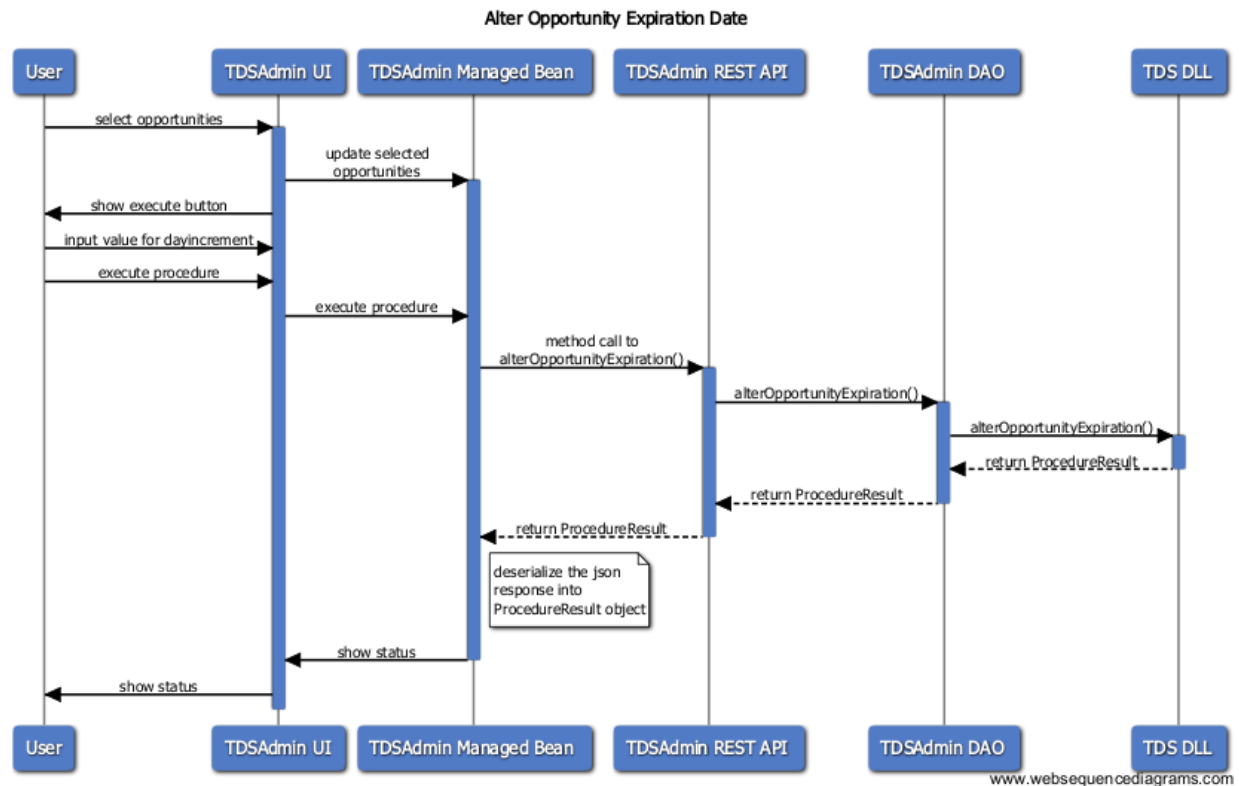 Alter Opportunity Expiration Date
User
TDSAdmin UI
TDSAdmin Managed Bean
TDSAdmin REST API
TDSAdmin DAO
TDS DLL
select opportunities
update selected
opportunities
show execute button
input value for dayincrement
execute procedure
execute procedure
method call to
alterOpportunityExpiration()
alterOpportunityExpiration()
alterOpportunityExpiration()
return ProcedureResult
return ProcedureResult
return ProcedureResult
deserialize the json
response into
ProcedureResult object
show status
show status
User
TDSAdmin UI
TDSAdmin Managed Bean
TDSAdmin REST API
TDSAdmin DAO
TDS DLL
www.websequencediagrams.com